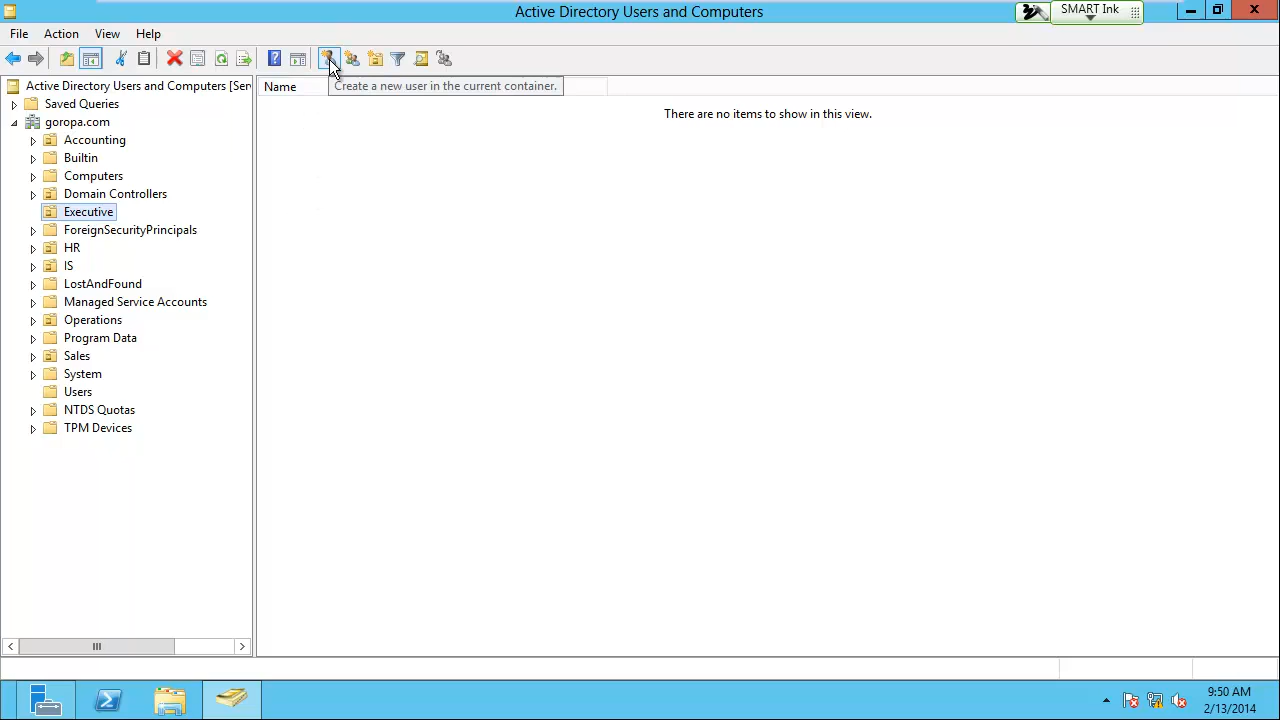 Active Directory Users and Computers
SMART Ink
File Action View Help
Active Directory Users and Computers [Ser
Name
Create a new user in the current container.
Saved Queries
There are no items to show in this view.
goropa.com
Accounting
Builtin
Computers
Domain Controllers
Executive
ForeignSecurityPrincipals
HR
IS
LostAndFound
Managed Service Accounts
Operations
Program Data
Sales
System
Users
NTDS Quotas
TPM Devices
9:50 AM
2/13/2014